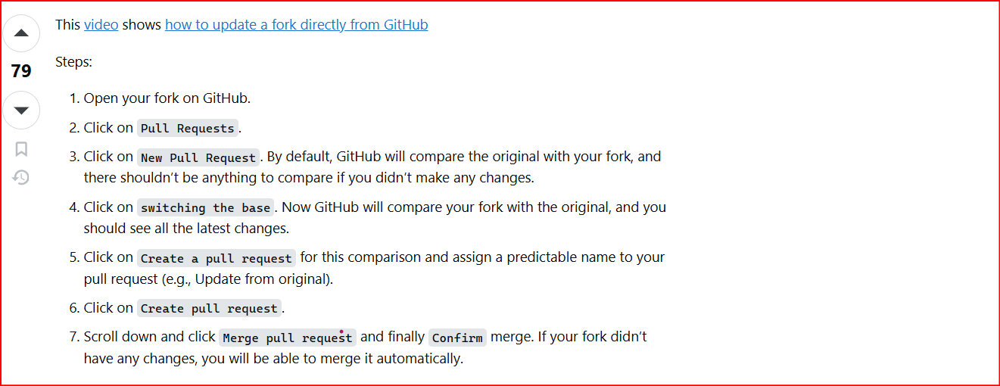 This video shows how to update a fork directly from GitHub
79
Steps:
1. Open your fork on GitHub.
2. Click on Pull Requests.
3. Click on New Pull Request. By default, GitHub will compare the original with your fork, and
there shouldn’t be anything to compare if you didn’t make any changes.
4. Click on switching the base. Now GitHub will compare your fork with the original, and you
should see all the latest changes.
5. Click on Create a pull request for this comparison and assign a predictable name to your
pull request (e.g., Update from original).
6. Click on Create pull request.
7. Scroll down and click Merge pull request and finally Confirm merge. If your fork didn’t
have any changes, you will be able to merge it automatically.